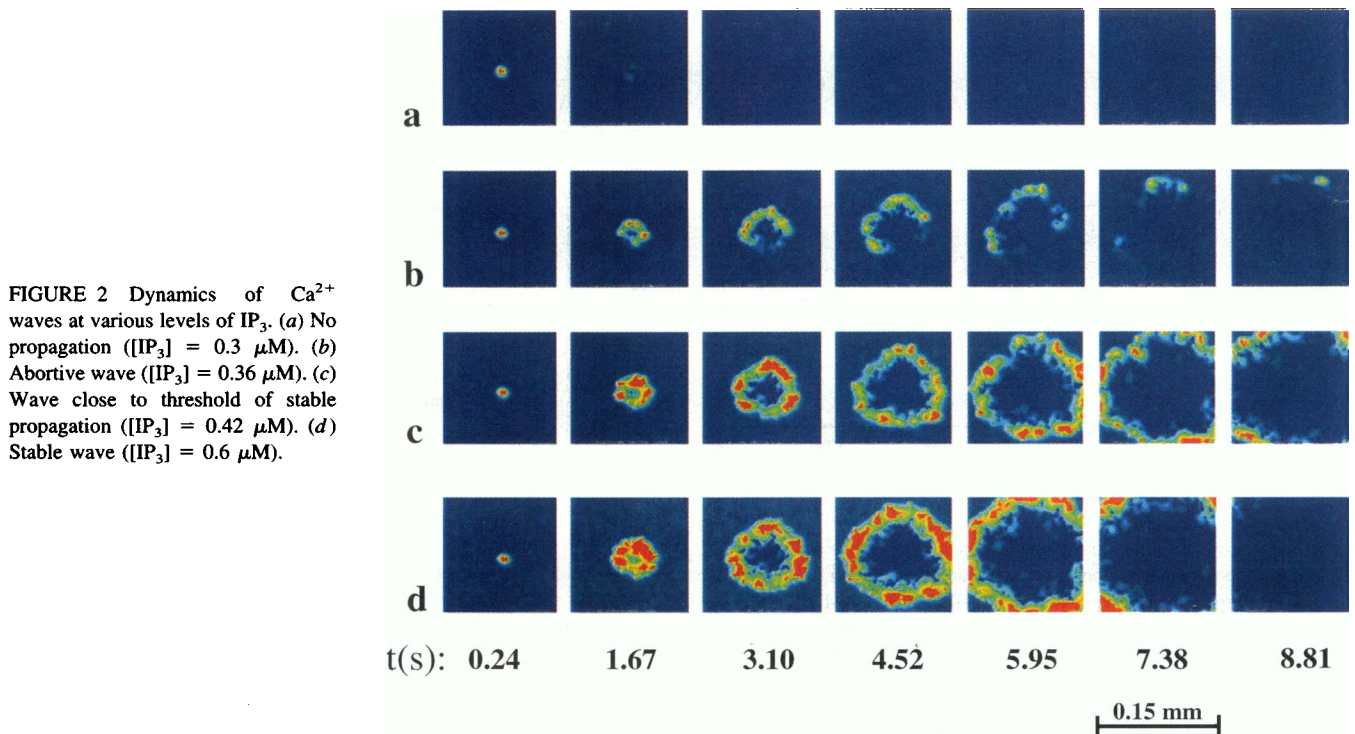 FIGURE 2 Dynamics of Ca²⁺
waves at various levels of IP₃. (a) No
propagation ([IP₃] = 0.3 μM). (b)
Abortive wave ([IP₃] = 0.36 μM). (c)
Wave close to threshold of stable
propagation ([IP₃] = 0.42 μM). (d)
Stable wave ([IP₃] = 0.6 μM).
a
b
c
d
t(s): 0.24 1.67 3.10 4.52 5.95 7.38 8.81
0.15 mm